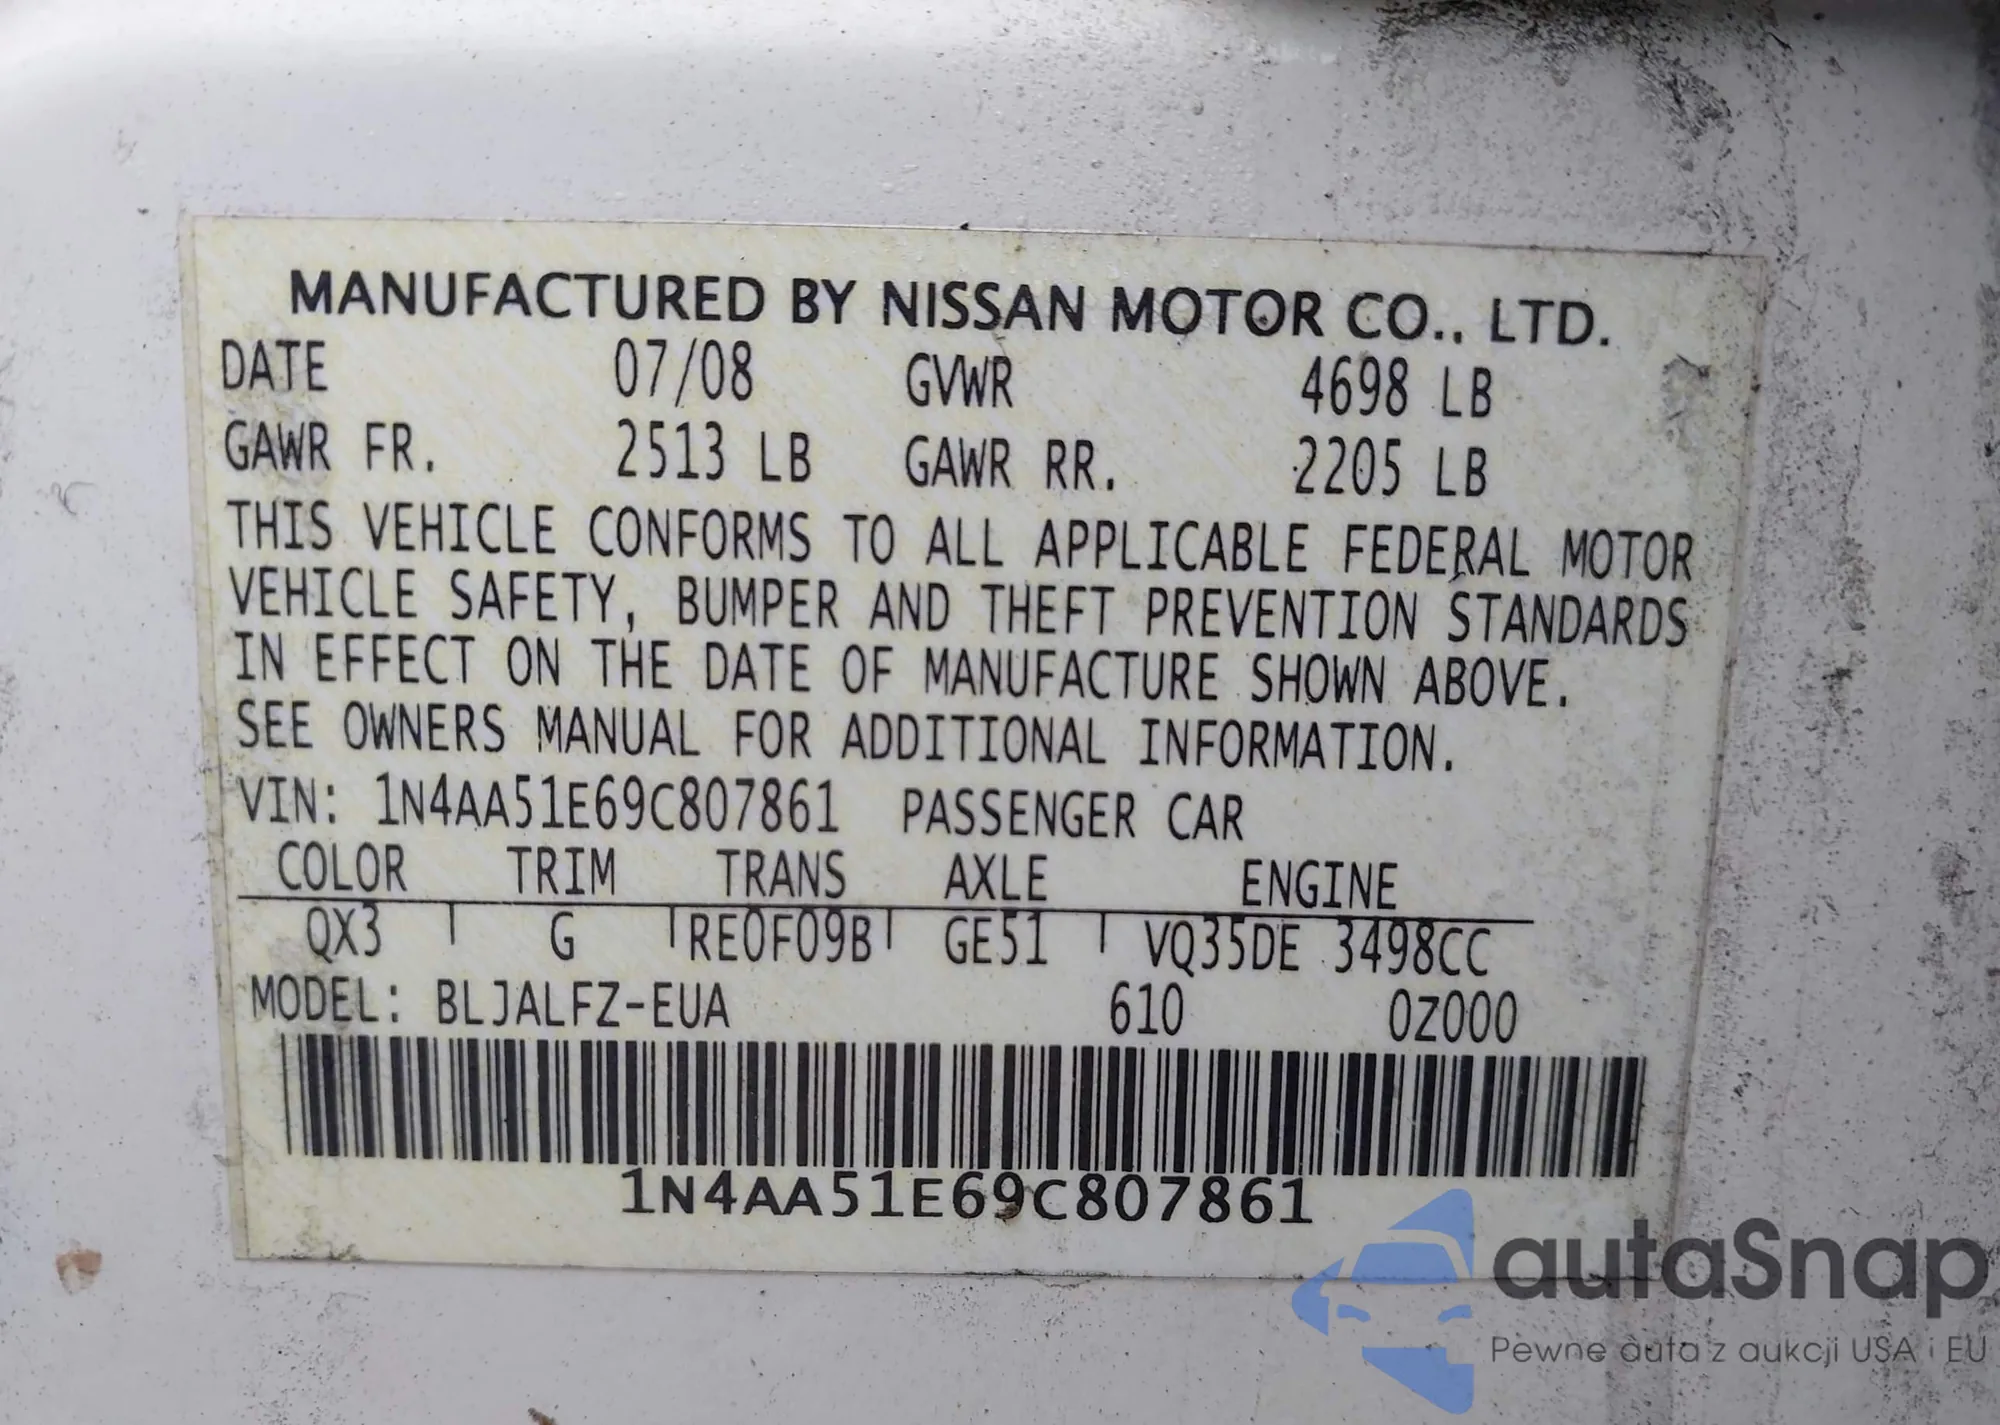 MANUFACTURED BY NISSAN MOTOR CO., LTD.
DATE 07/08 GVWR 4698 LB
GAWR FR. 2513 LB GAWR RR. 2205 LB
THIS VEHICLE CONFORMS TO ALL APPLICABLE FEDERAL MOTOR
VEHICLE SAFETY, BUMPER AND THEFT PREVENTION STANDARDS
IN EFFECT ON THE DATE OF MANUFACTURE SHOWN ABOVE.
SEE OWNERS MANUAL FOR ADDITIONAL INFORMATION.
VIN: 1N4AA51E69C807861 PASSENGER CAR
COLOR TRIM TRANS AXLE ENGINE
QX3 G RE0F09B GE51 VQ35DE 3498CC
MODEL: BLJALFZ-EUA 610 0Z000
1N4AA51E69C807861
autaSnap
Pewne auta z aukcji USA i EU